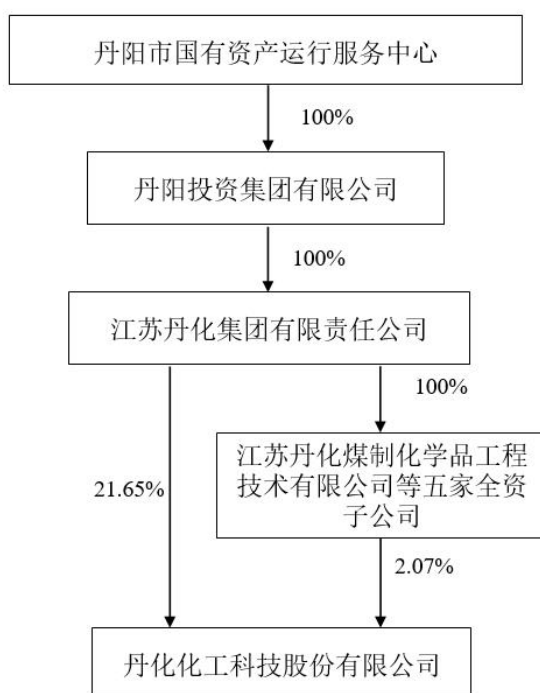 丹阳市国有资产运行服务中心
100%
丹阳投资集团有限公司
100%
江苏丹化集团有限责任公司
100%
江苏丹化煤制化学品工程
技术有限公司等五家全资
子公司
21.65%
2.07%
丹化化工科技股份有限公司